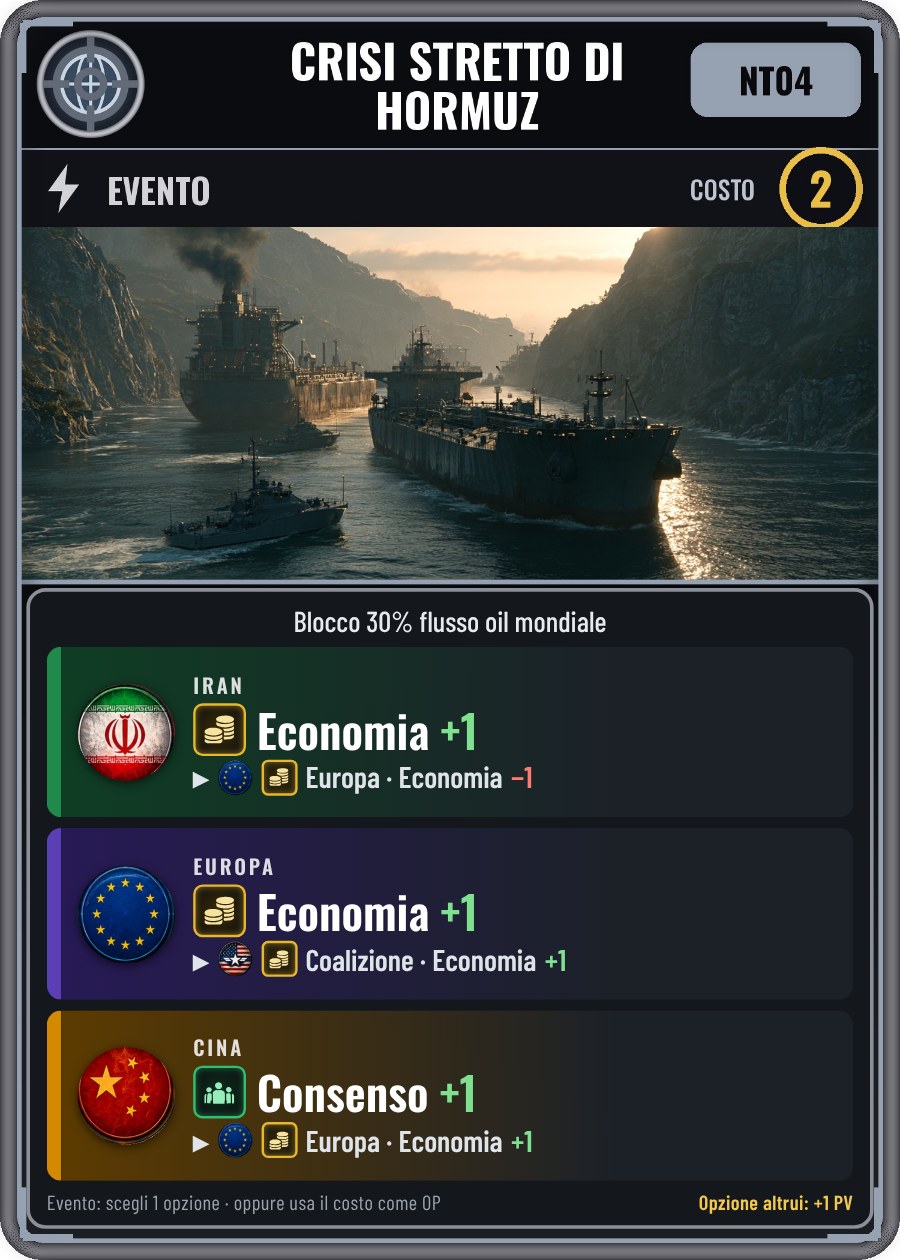 CRISI STRETTO DI
HORMUZ
NT04
EVENTO
COSTO
2
Blocco 30% flusso oil mondiale
IRAN
Economia +1
▶ Europa · Economia −1
EUROPA
Economia +1
▶ Coalizione · Economia +1
CINA
Consenso +1
▶ Europa · Economia +1
Evento: scegli 1 opzione · oppure usa il costo come OP
Opzione altrui: +1 PV